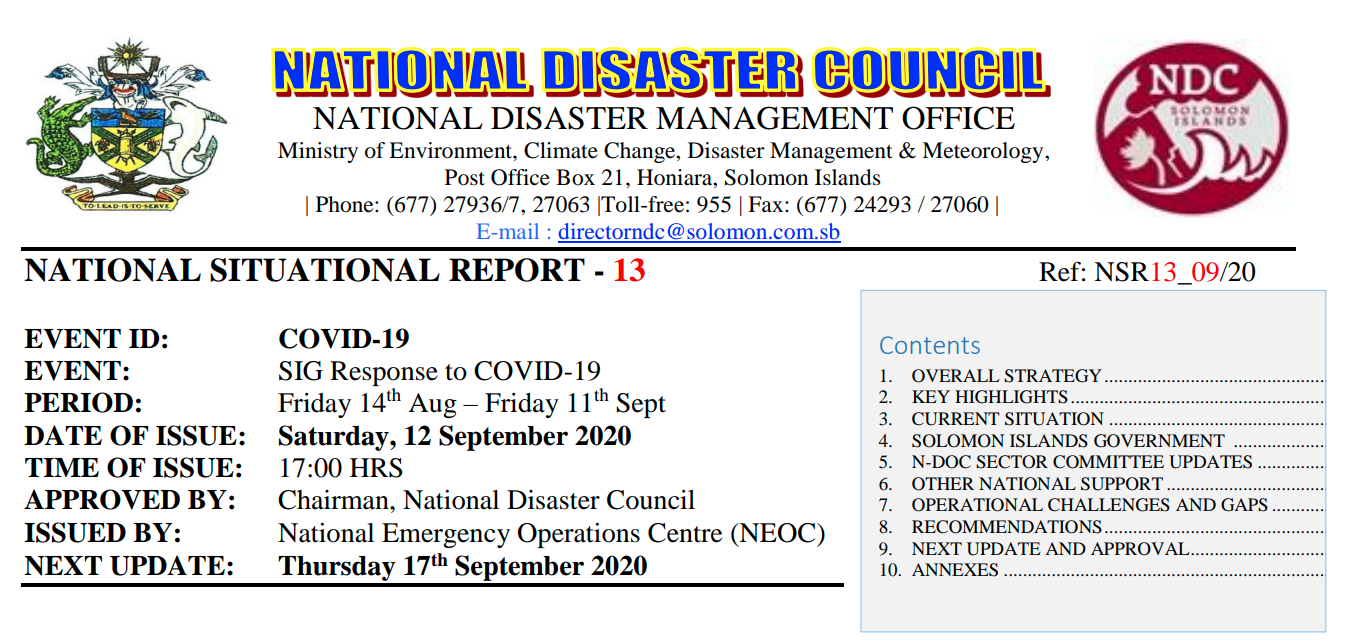 NATIONAL DISASTER COUNCIL
NATIONAL DISASTER MANAGEMENT OFFICE
Ministry of Environment, Climate Change, Disaster Management & Meteorology,
Post Office Box 21, Honiara, Solomon Islands
| Phone: (677) 27936/7, 27063 |Toll-free: 955 | Fax: (677) 24293 / 27060 |
E-mail : directorndc@solomon.com.sb
TO-LEAD-IS-TO-SERVE
NDC
SOLOMON
ISLANDS
NATIONAL SITUATIONAL REPORT - 13
Ref: NSR13_09/20
EVENT ID: COVID-19
EVENT: SIG Response to COVID-19
PERIOD: Friday 14th Aug – Friday 11th Sept
DATE OF ISSUE: Saturday, 12 September 2020
TIME OF ISSUE: 17:00 HRS
APPROVED BY: Chairman, National Disaster Council
ISSUED BY: National Emergency Operations Centre (NEOC)
NEXT UPDATE: Thursday 17th September 2020
Contents
1. OVERALL STRATEGY
2. KEY HIGHLIGHTS
3. CURRENT SITUATION
4. SOLOMON ISLANDS GOVERNMENT
5. N-DOC SECTOR COMMITTEE UPDATES
6. OTHER NATIONAL SUPPORT
7. OPERATIONAL CHALLENGES AND GAPS
8. RECOMMENDATIONS
9. NEXT UPDATE AND APPROVAL
10. ANNEXES